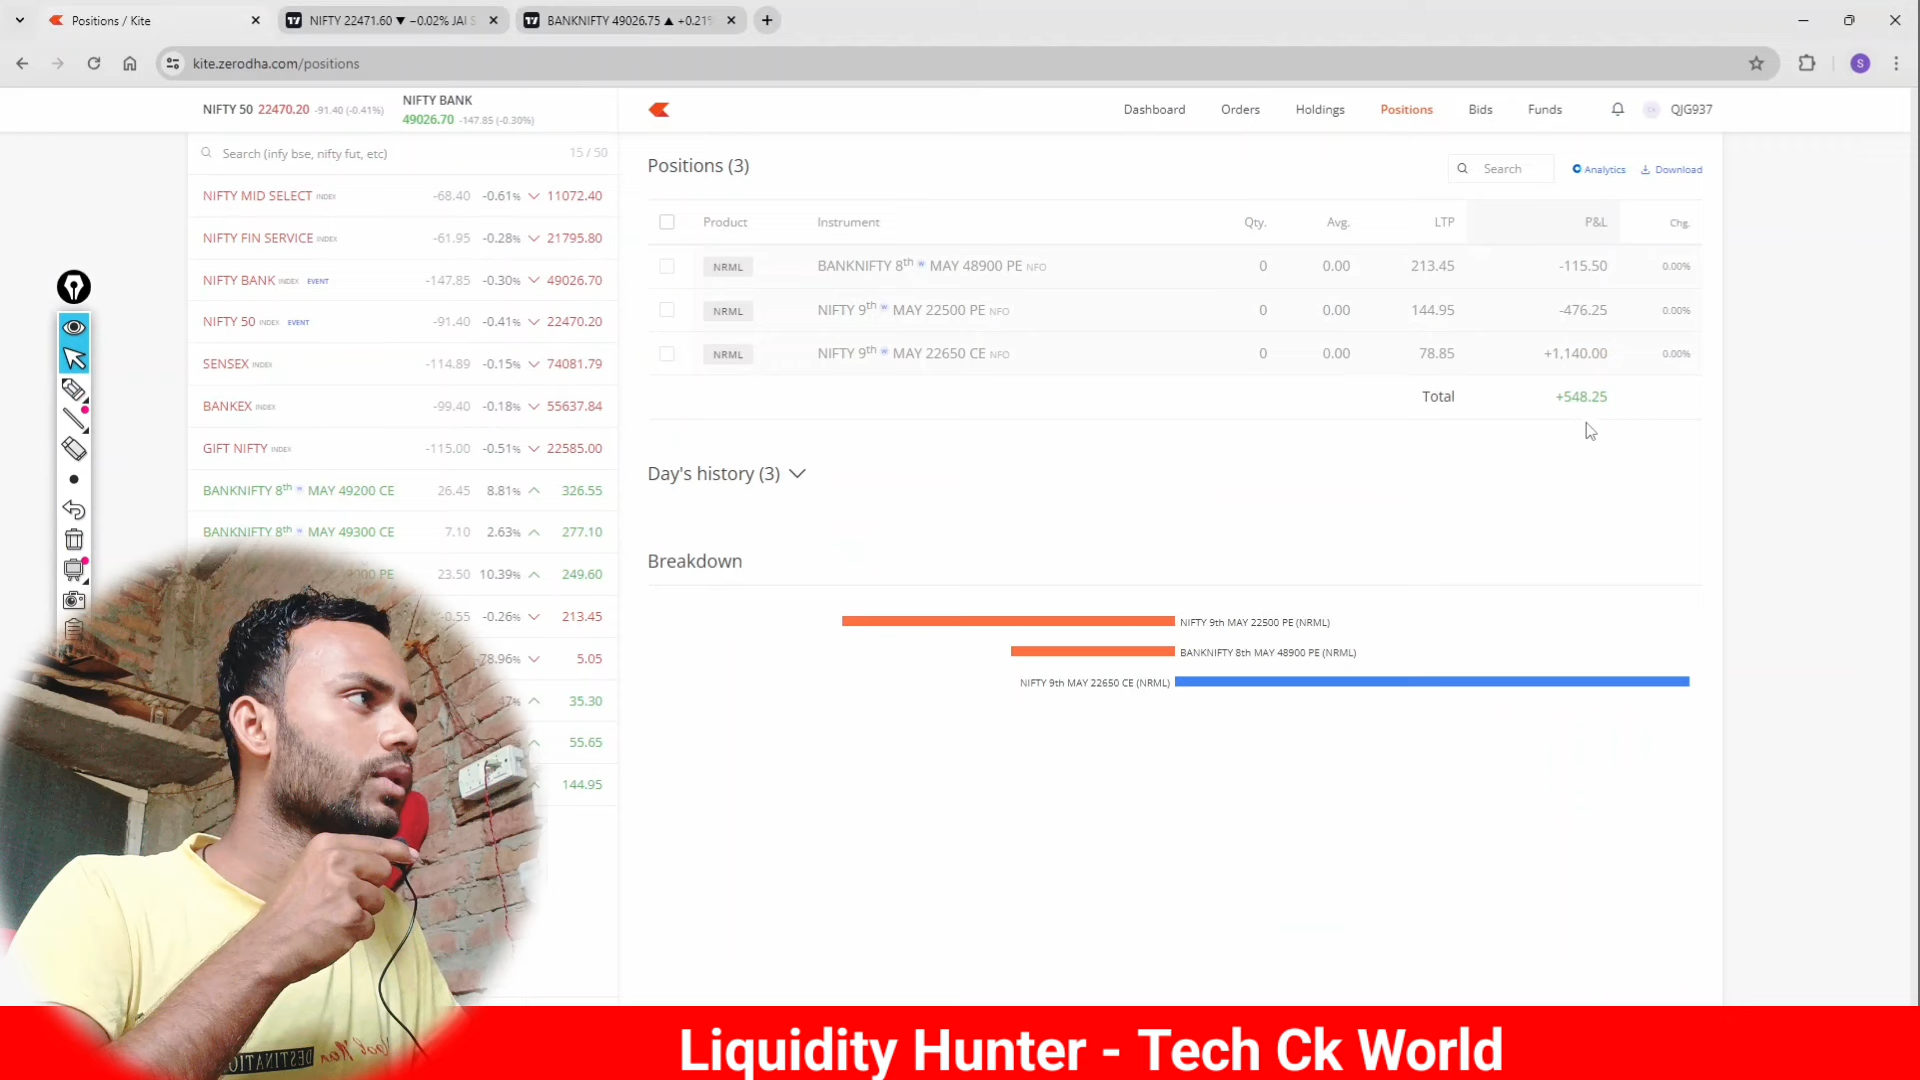 Positions / Kite
NIFTY 22471.60 ▼ −0.02% JAI S
BANKNIFTY 49026.75 ▲ +0.21%
kite.zerodha.com/positions
S
NIFTY 50 22470.20 -91.40 (-0.41%)
NIFTY BANK
49026.70 -147.85 (-0.30%)
Dashboard Orders Holdings Positions Bids Funds QJG937
Search (infy bse, nifty fut, etc) 15 / 50
NIFTY MID SELECT INDEX -68.40 -0.61% 11072.40
NIFTY FIN SERVICE INDEX -61.95 -0.28% 21795.80
NIFTY BANK INDEX EVENT -147.85 -0.30% 49026.70
NIFTY 50 INDEX EVENT -91.40 -0.41% 22470.20
SENSEX INDEX -114.89 -0.15% 74081.79
BANKEX INDEX -99.40 -0.18% 55637.84
GIFT NIFTY INDEX -115.00 -0.51% 22585.00
BANKNIFTY 8th w MAY 49200 CE 26.45 8.81% 326.55
BANKNIFTY 8th w MAY 49300 CE 7.10 2.63% 277.10
PE 23.50 10.39% 249.60
-0.26% 213.45
-78.96% 5.05
35.30
55.65
144.95
Positions (3)
Search Analytics Download
Product Instrument Qty. Avg. LTP P&L Chg.
NRML BANKNIFTY 8th w MAY 48900 PE NFO 0 0.00 213.45 -115.50 0.00%
NRML NIFTY 9th w MAY 22500 PE NFO 0 0.00 144.95 -476.25 0.00%
NRML NIFTY 9th w MAY 22650 CE NFO 0 0.00 78.85 +1,140.00 0.00%
Total +548.25
Day's history (3)
Breakdown
NIFTY 9th MAY 22500 PE (NRML)
BANKNIFTY 8th MAY 48900 PE (NRML)
NIFTY 9th MAY 22650 CE (NRML)
Liquidity Hunter - Tech Ck World